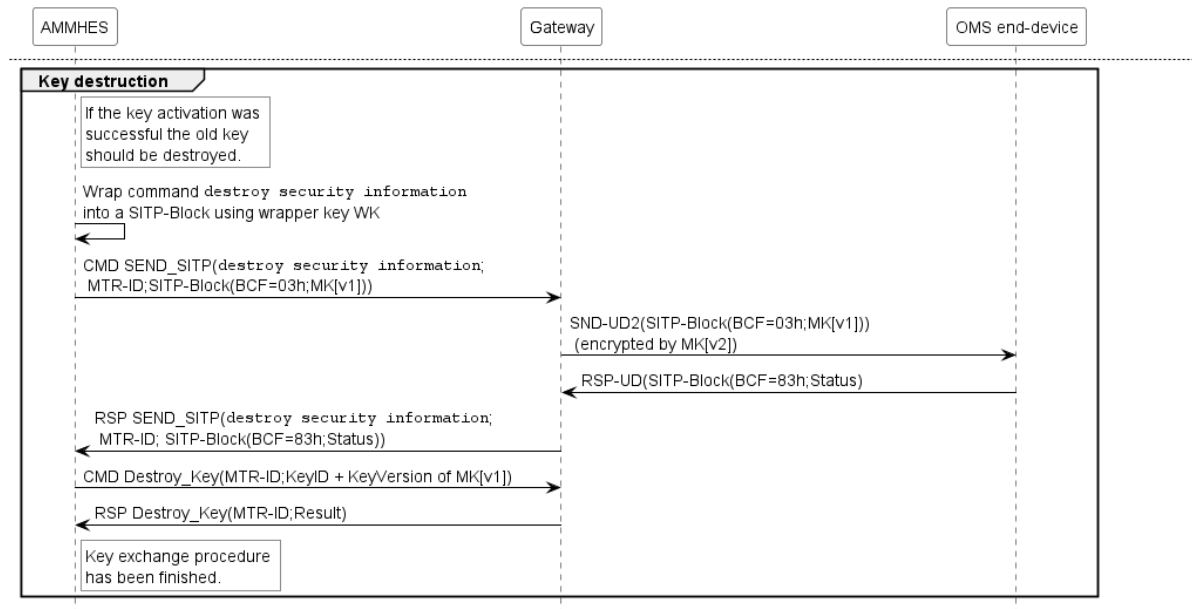 AMMHES
Gateway
OMS end-device
Key destruction
If the key activation was
successful the old key
should be destroyed.
Wrap command destroy security information
into a SITP-Block using wrapper key WK
CMD SEND_SITP(destroy security information;
MTR-ID;SITP-Block(BCF=03h;MK[v1]))
SND-UD2(SITP-Block(BCF=03h;MK[v1]))
(encrypted by MK[v2])
RSP-UD(SITP-Block(BCF=83h;Status)
RSP SEND_SITP(destroy security information;
MTR-ID; SITP-Block(BCF=83h;Status))
CMD Destroy_Key(MTR-ID;KeyID + KeyVersion of MK[v1])
RSP Destroy_Key(MTR-ID;Result)
Key exchange procedure
has been finished.